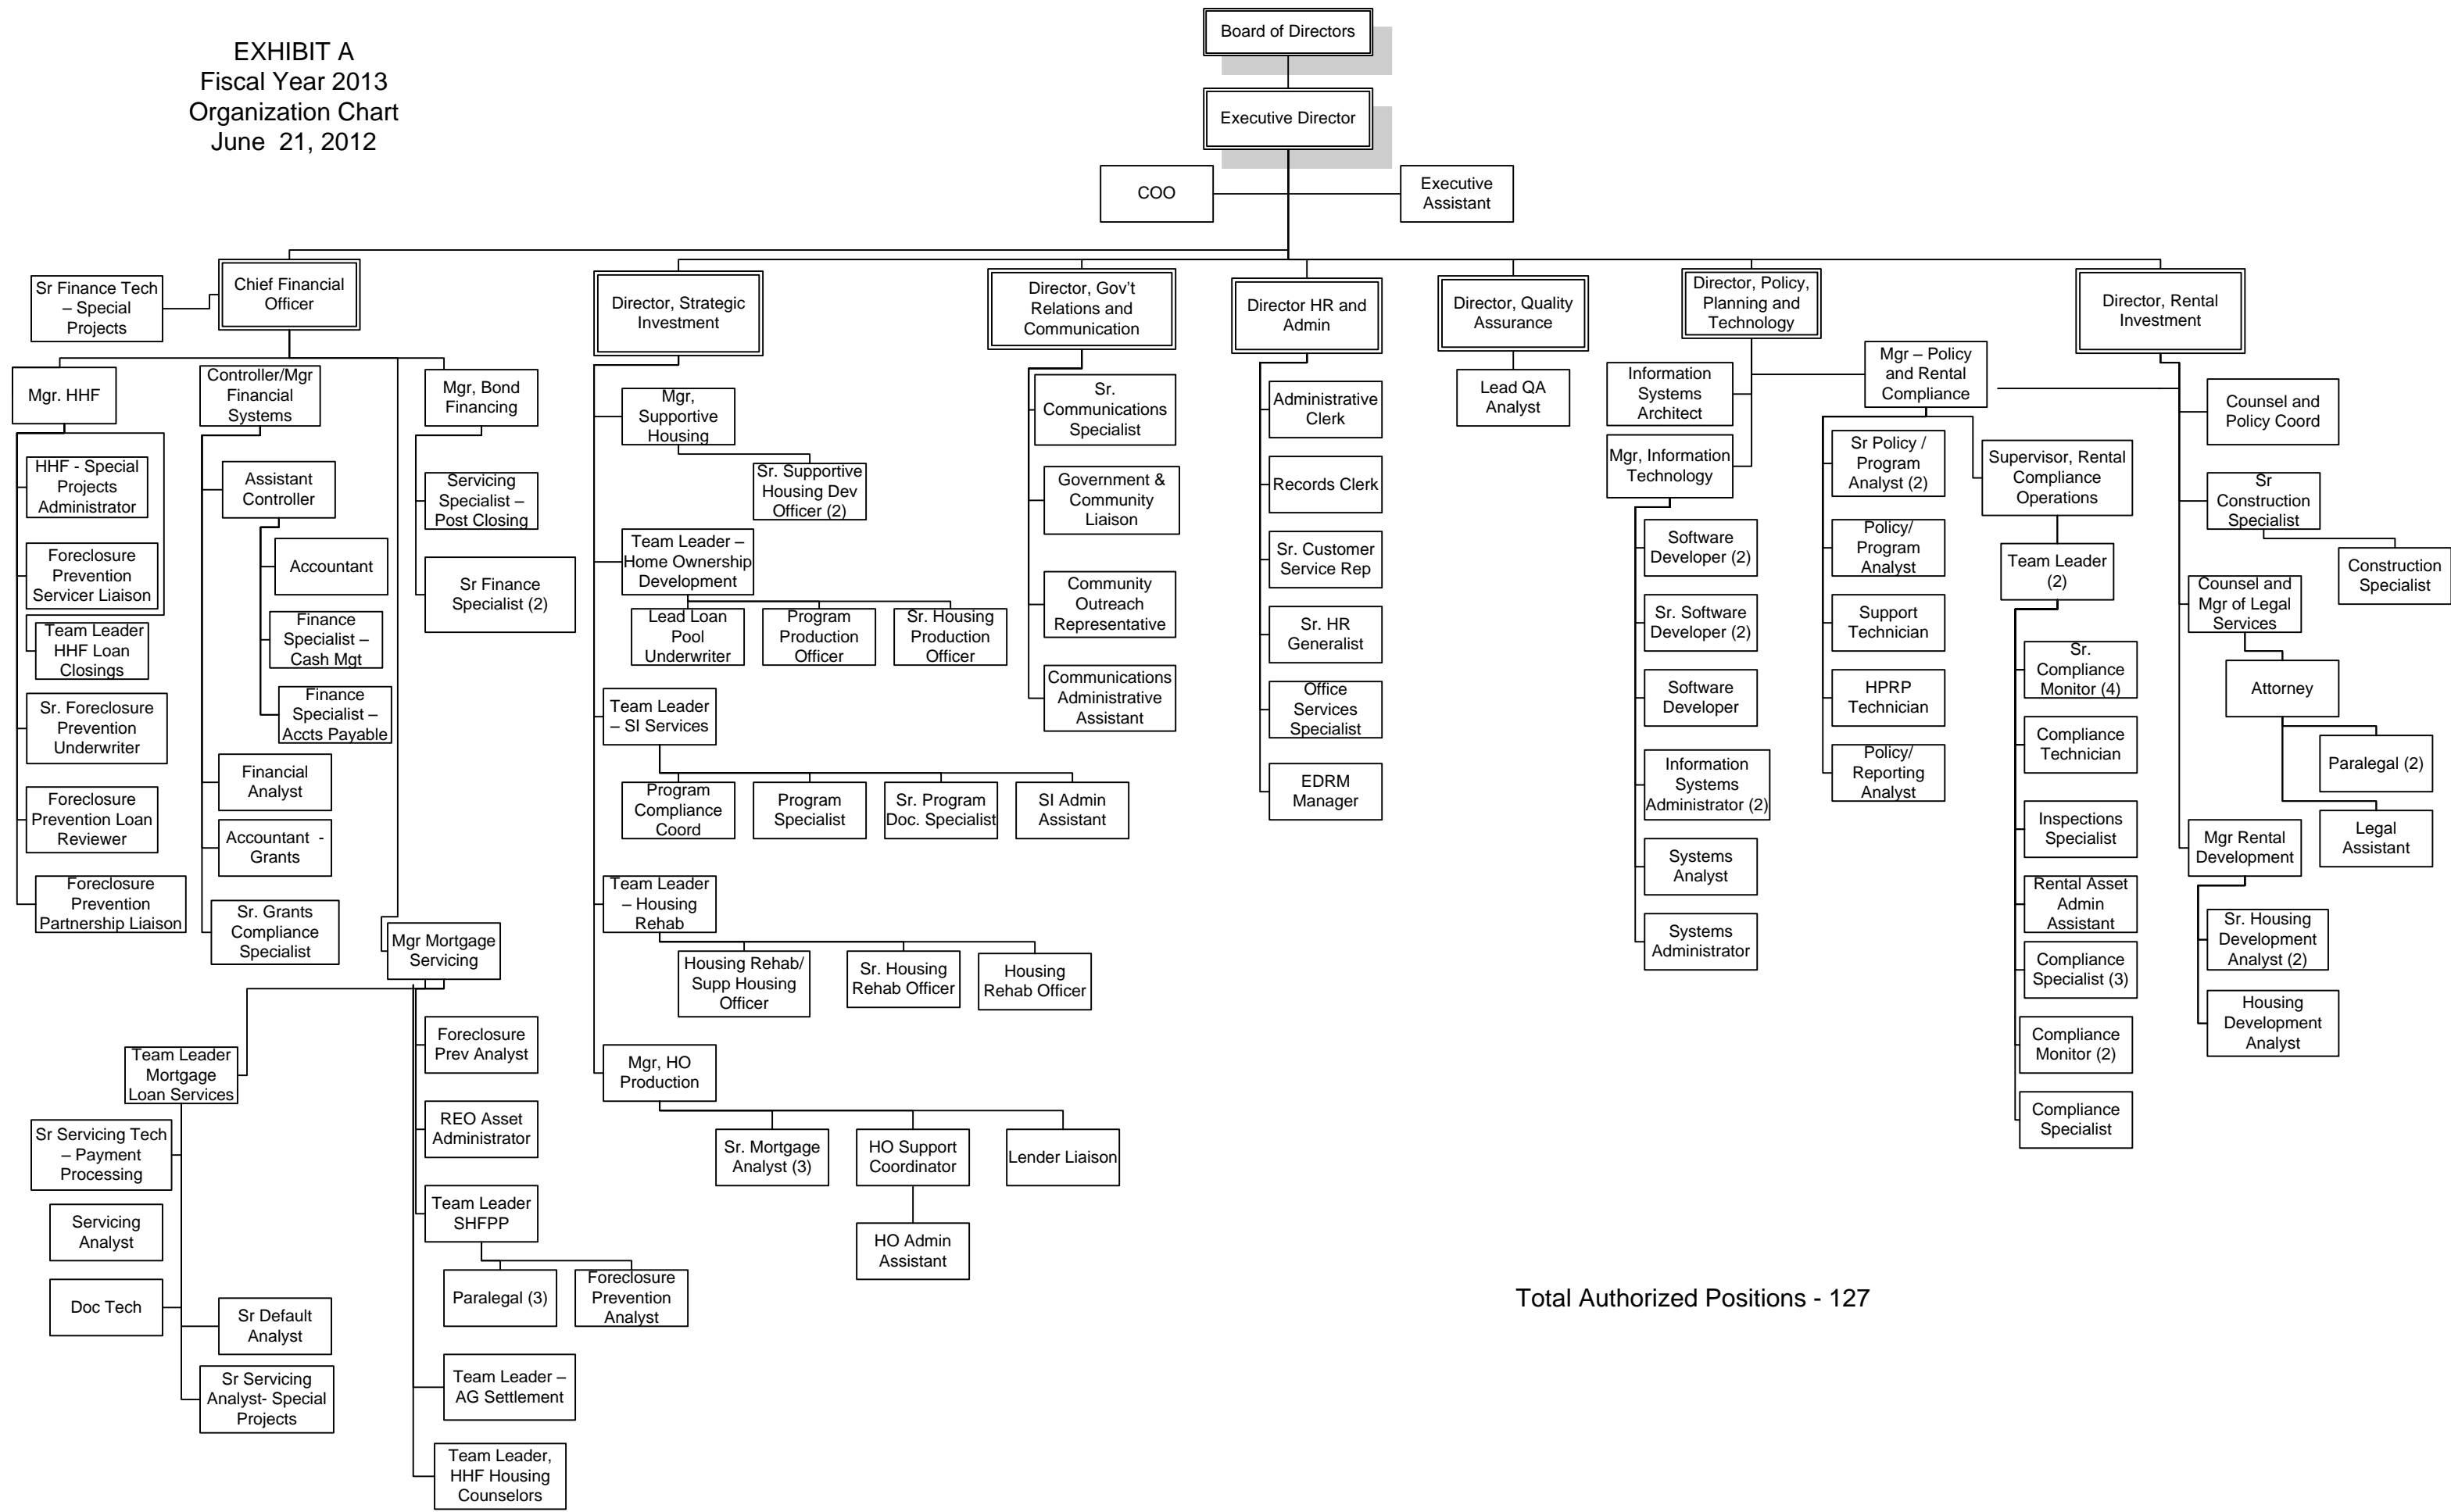 EXHIBIT A
Fiscal Year 2013
Organization Chart
June 21, 2012
Board of Directors
Executive Director
COO
Executive
Assistant
Sr Finance Tech
– Special
Projects
Chief Financial
Officer
Director, Strategic
Investment
Director, Gov't
Relations and
Communication
Director HR and
Admin
Director, Quality
Assurance
Director, Policy,
Planning and
Technology
Director, Rental
Investment
Mgr. HHF
HHF - Special
Projects
Administrator
Foreclosure
Prevention
Servicer Liaison
Team Leader
HHF Loan
Closings
Sr. Foreclosure
Prevention
Underwriter
Foreclosure
Prevention Loan
Reviewer
Foreclosure
Prevention
Partnership Liaison
Controller/Mgr
Financial
Systems
Assistant
Controller
Accountant
Finance
Specialist –
Cash Mgt
Finance
Specialist –
Accts Payable
Financial
Analyst
Accountant -
Grants
Sr. Grants
Compliance
Specialist
Mgr, Bond
Financing
Servicing
Specialist –
Post Closing
Sr Finance
Specialist (2)
Mgr Mortgage
Servicing
Team Leader
Mortgage
Loan Services
Sr Servicing Tech
– Payment
Processing
Servicing
Analyst
Doc Tech
Sr Default
Analyst
Sr Servicing
Analyst- Special
Projects
Foreclosure
Prev Analyst
REO Asset
Administrator
Team Leader
SHFPP
Paralegal (3)
Foreclosure
Prevention
Analyst
Team Leader –
AG Settlement
Team Leader,
HHF Housing
Counselors
Mgr,
Supportive
Housing
Sr. Supportive
Housing Dev
Officer (2)
Team Leader –
Home Ownership
Development
Lead Loan
Pool
Underwriter
Program
Production
Officer
Sr. Housing
Production
Officer
Team Leader
– SI Services
Program
Compliance
Coord
Program
Specialist
Sr. Program
Doc. Specialist
SI Admin
Assistant
Team Leader
– Housing
Rehab
Housing Rehab/
Supp Housing
Officer
Sr. Housing
Rehab Officer
Housing
Rehab Officer
Mgr, HO
Production
Sr. Mortgage
Analyst (3)
HO Support
Coordinator
Lender Liaison
HO Admin
Assistant
Sr.
Communications
Specialist
Government &
Community
Liaison
Community
Outreach
Representative
Communications
Administrative
Assistant
Administrative
Clerk
Records Clerk
Sr. Customer
Service Rep
Sr. HR
Generalist
Office
Services
Specialist
EDRM
Manager
Lead QA
Analyst
Information
Systems
Architect
Mgr, Information
Technology
Software
Developer (2)
Sr. Software
Developer (2)
Software
Developer
Information
Systems
Administrator (2)
Systems
Analyst
Systems
Administrator
Mgr – Policy
and Rental
Compliance
Sr Policy /
Program
Analyst (2)
Policy/
Program
Analyst
Support
Technician
HPRP
Technician
Policy/
Reporting
Analyst
Supervisor, Rental
Compliance
Operations
Team Leader
(2)
Sr.
Compliance
Monitor (4)
Compliance
Technician
Inspections
Specialist
Rental Asset
Admin
Assistant
Compliance
Specialist (3)
Compliance
Monitor (2)
Compliance
Specialist
Counsel and
Policy Coord
Sr
Construction
Specialist
Construction
Specialist
Counsel and
Mgr of Legal
Services
Attorney
Paralegal (2)
Legal
Assistant
Mgr Rental
Development
Sr. Housing
Development
Analyst (2)
Housing
Development
Analyst
Total Authorized Positions - 127